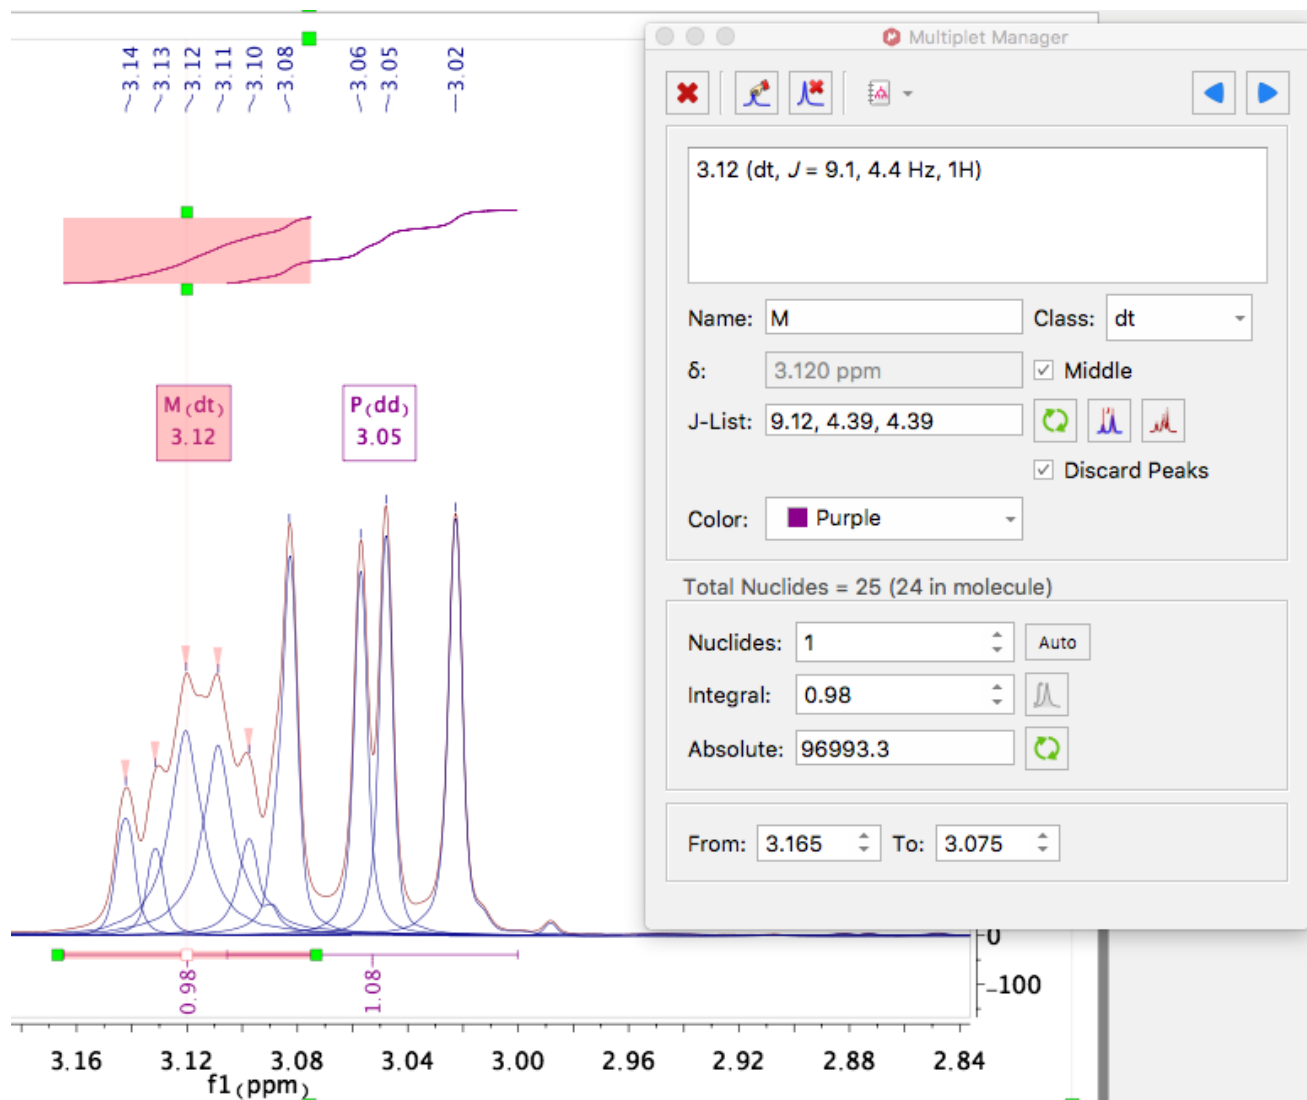 ~3.14
~3.13
~3.12
~3.11
~3.10
~3.08
~3.06
~3.05
—3.02
M (dt)
3.12
P (dd)
3.05
0.98
1.08
0
-100
3.16
3.12
3.08
3.04
3.00
2.96
2.92
2.88
2.84
f1 (ppm)
Multiplet Manager
3.12 (dt, J = 9.1, 4.4 Hz, 1H)
Name: M Class: dt
δ: 3.120 ppm Middle
J-List: 9.12, 4.39, 4.39
Discard Peaks
Color: Purple
Total Nuclides = 25 (24 in molecule)
Nuclides: 1 Auto
Integral: 0.98
Absolute: 96993.3
From: 3.165 To: 3.075